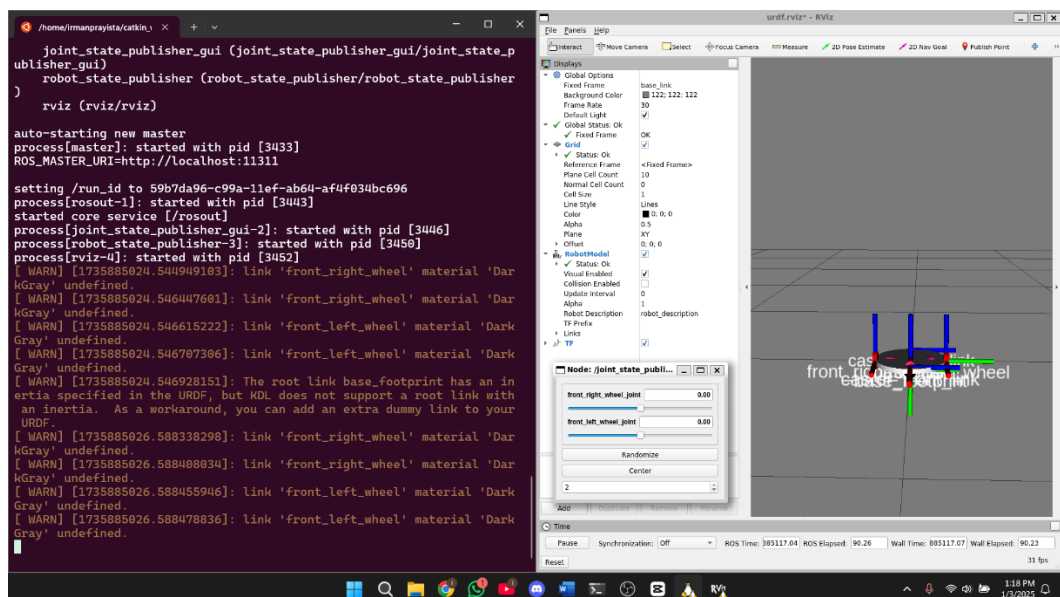 /home/irmanprayista/catkin_
joint_state_publisher_gui (joint_state_publisher_gui/joint_state_p
ublisher_gui)
robot_state_publisher (robot_state_publisher/robot_state_publisher
)
rviz (rviz/rviz)
auto-starting new master
process[master]: started with pid [3433]
ROS_MASTER_URI=http://localhost:11311
setting /run_id to 59b7da96-c99a-11ef-ab64-af4f034bc696
process[rosout-1]: started with pid [3443]
started core service [/rosout]
process[joint_state_publisher_gui-2]: started with pid [3446]
process[robot_state_publisher-3]: started with pid [3450]
process[rviz-4]: started with pid [3452]
[ WARN] [1735885024.544949103]: link 'front_right_wheel' material 'Dar
kGray' undefined.
[ WARN] [1735885024.546447601]: link 'front_right_wheel' material 'Dar
kGray' undefined.
[ WARN] [1735885024.546615222]: link 'front_left_wheel' material 'Dark
Gray' undefined.
[ WARN] [1735885024.546707306]: link 'front_left_wheel' material 'Dark
Gray' undefined.
[ WARN] [1735885024.546928151]: The root link base_footprint has an in
ertia specified in the URDF, but KDL does not support a root link with
an inertia.  As a workaround, you can add an extra dummy link to your
URDF.
[ WARN] [1735885026.588338298]: link 'front_right_wheel' material 'Dar
kGray' undefined.
[ WARN] [1735885026.588408034]: link 'front_right_wheel' material 'Dar
kGray' undefined.
[ WARN] [1735885026.588455946]: link 'front_left_wheel' material 'Dark
Gray' undefined.
[ WARN] [1735885026.588478836]: link 'front_left_wheel' material 'Dark
Gray' undefined.
urdf.rviz* - RViz
File Panels Help
Interact Move Camera Select Focus Camera Measure 2D Pose Estimate 2D Nav Goal Publish Point
Displays
Global Options
Fixed Frame base_link
Background Color 122; 122; 122
Frame Rate 30
Default Light
Global Status: Ok
Fixed Frame OK
Grid
Status: Ok
Reference Frame <Fixed Frame>
Plane Cell Count 10
Normal Cell Count 0
Cell Size 1
Line Style Lines
Color 0; 0; 0
Alpha 0.5
Plane XY
Offset 0; 0; 0
RobotModel
Status: Ok
Visual Enabled
Collision Enabled
Update Interval 0
Alpha 1
Robot Description robot_description
TF Prefix
Links
TF
Node: /joint_state_publi...
front_right_wheel_joint 0.00
front_left_wheel_joint 0.00
Randomize
Center
2
Add Duplicate Remove Rename
Time
Pause Synchronization: Off ROS Time: 385117.04 ROS Elapsed: 90.26 Wall Time: 885117.07 Wall Elapsed: 90.23
Reset 31 fps
1:18 PM
1/3/2025